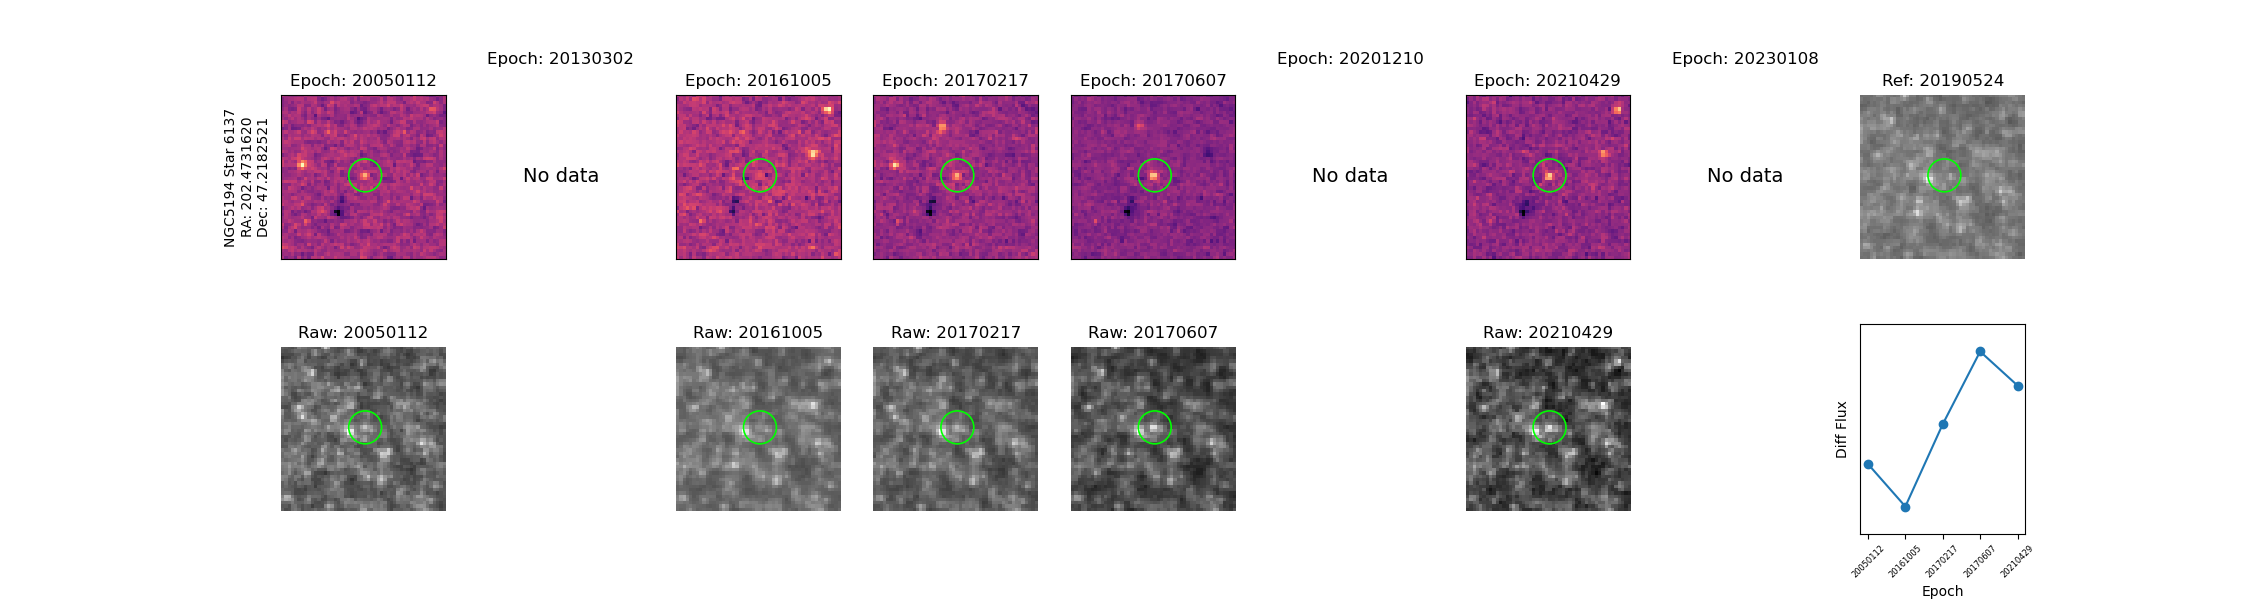 Epoch: 20130302
Epoch: 20201210
Epoch: 20230108
Epoch: 20050112
Epoch: 20161005
Epoch: 20170217
Epoch: 20170607
Epoch: 20210429
Ref: 20190524
NGC5194 Star 6137
RA: 202.4731620
Dec: 47.2182521
No data
No data
No data
Raw: 20050112
Raw: 20161005
Raw: 20170217
Raw: 20170607
Raw: 20210429
Diff Flux
20050112
20161005
20170217
20170607
20210429
Epoch